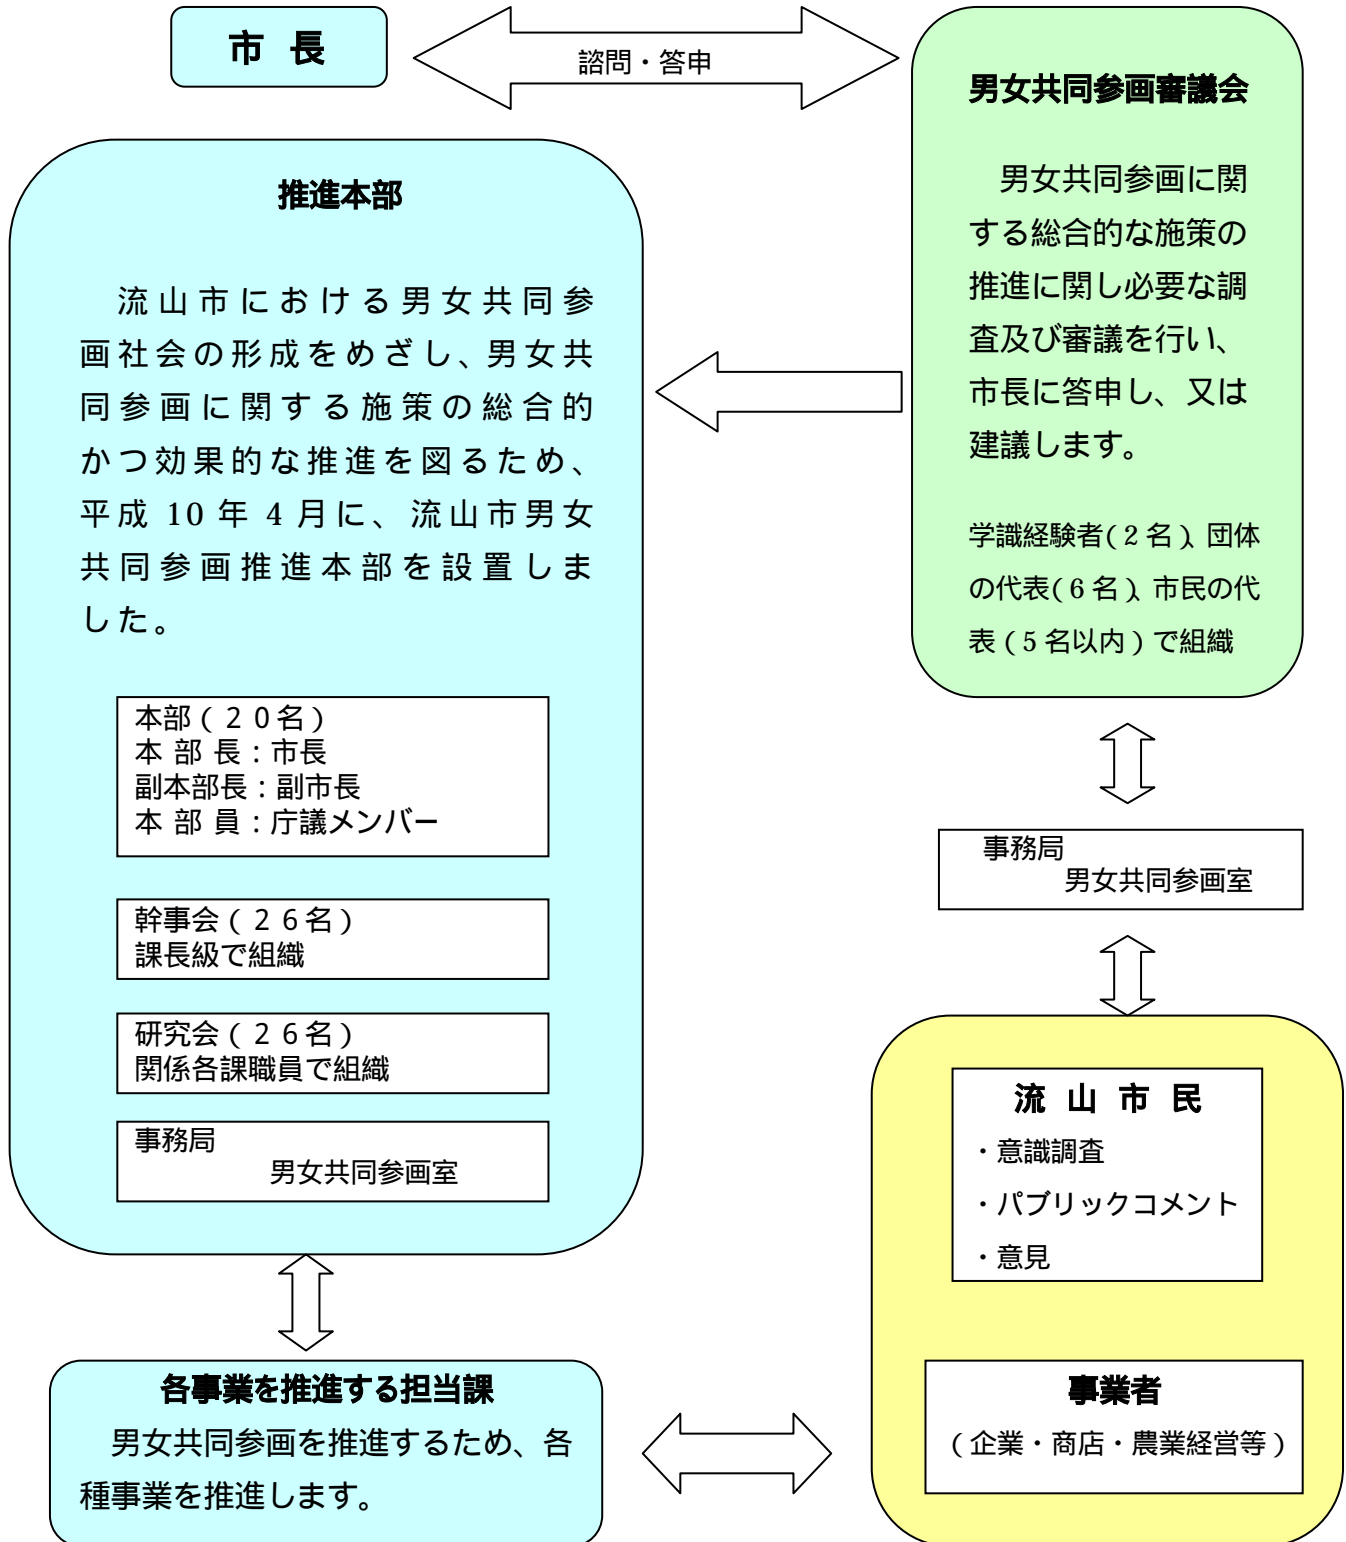 市 長
諮問・答申
男女共同参画審議会
男女共同参画に関
する総合的な施策の
推進に関し必要な調
査及び審議を行い、
市長に答申し、又は
建議します。
学識経験者(2名)、団体
の代表(6名)、市民の代
表(5名以内)で組織
推進本部
流山市における男女共同参
画社会の形成をめざし、男女共
同参画に関する施策の総合的
かつ効果的な推進を図るため、
平成 10 年 4 月に、流山市男女
共同参画推進本部を設置しま
した。
本部(20名)
本 部 長:市長
副本部長:副市長
本 部 員:庁議メンバー
幹事会(26名)
課長級で組織
研究会(26名)
関係各課職員で組織
事務局
男女共同参画室
事務局
男女共同参画室
流 山 市 民
・意識調査
・パブリックコメント
・意見
事業者
(企業・商店・農業経営等)
各事業を推進する担当課
男女共同参画を推進するため、各
種事業を推進します。